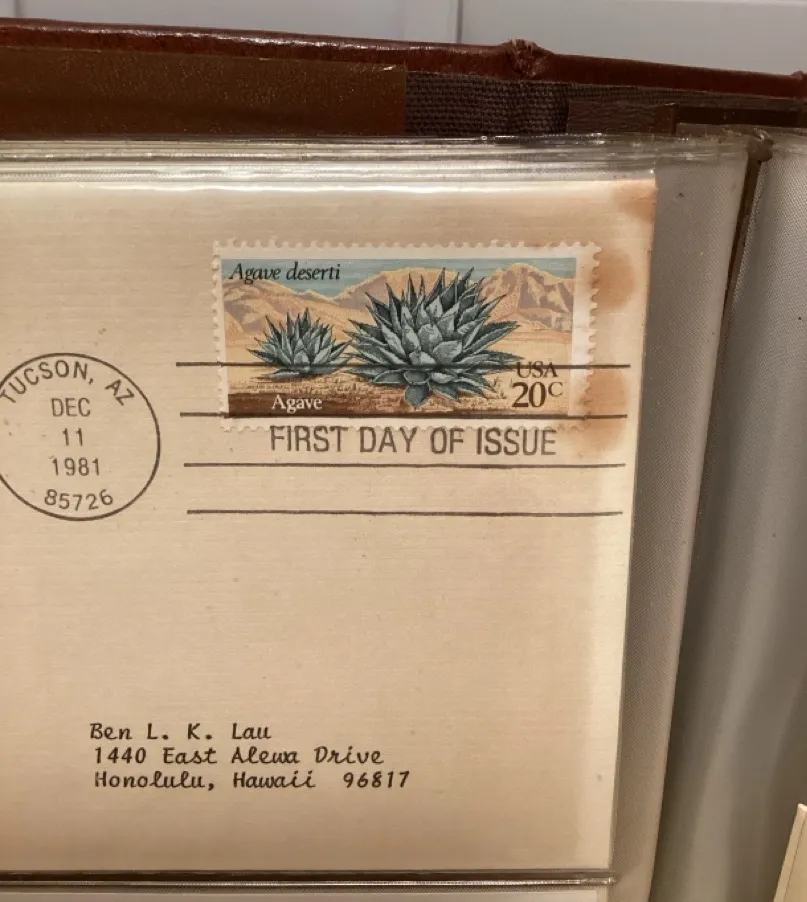 Agave deserti
USA
20c
Agave
TUCSON, AZ
DEC
11
1981
85726
FIRST DAY OF ISSUE
Ben L. K. Lau
1440 East Alewa Drive
Honolulu, Hawaii 96817